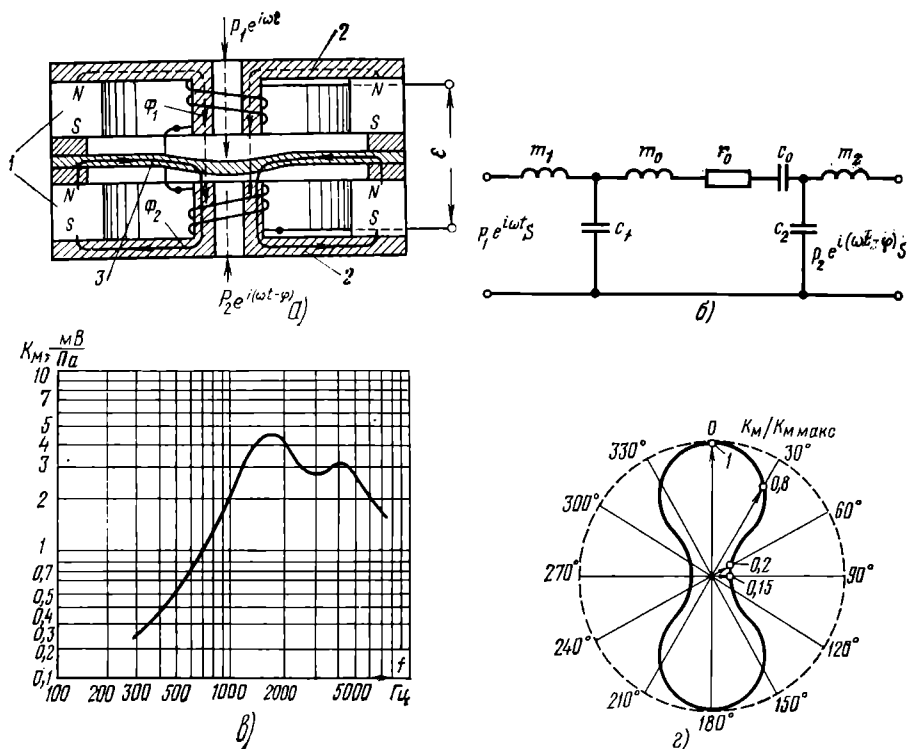 p₁e^{iωt}
2
N
N
Φ₁
S
S
1
ε
N
N
S
S
Φ₂
3
2
P₂e^{i(ωt-φ)}
а)
m₁
m₀
r₀
c₀
m₂
p₁e^{iωt}S
c₁
c₂
p₂e^{i(ωt-φ)}S
б)
Kм, мВ/Па
10
7
5
4
3
2
1
0,7
0,5
0,4
0,3
0,2
0,1
100
200
300
500
1000
2000
5000
f
Гц
в)
0
Kм/Kм макс
330°
30°
1
0,8
300°
60°
0,2
270°
90°
0,15
240°
120°
210°
150°
180°
г)